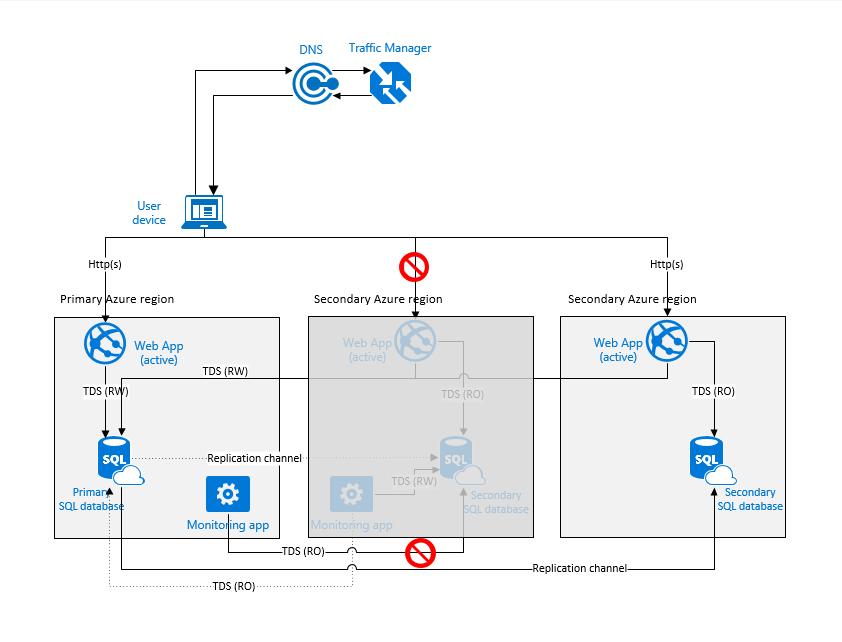 DNS
Traffic Manager
User
device
Http(s)
Http(s)
Primary Azure region
Secondary Azure region
Secondary Azure region
Web App
(active)
Web App
(active)
Web App
(active)
TDS (RW)
TDS (RW)
TDS (RO)
TDS (RO)
SQL
SQL
SQL
Replication channel
TDS (RW)
Primary
SQL database
Secondary
SQL database
Secondary
SQL database
Monitoring app
Monitoring app
TDS (RO)
Replication channel
TDS (RO)